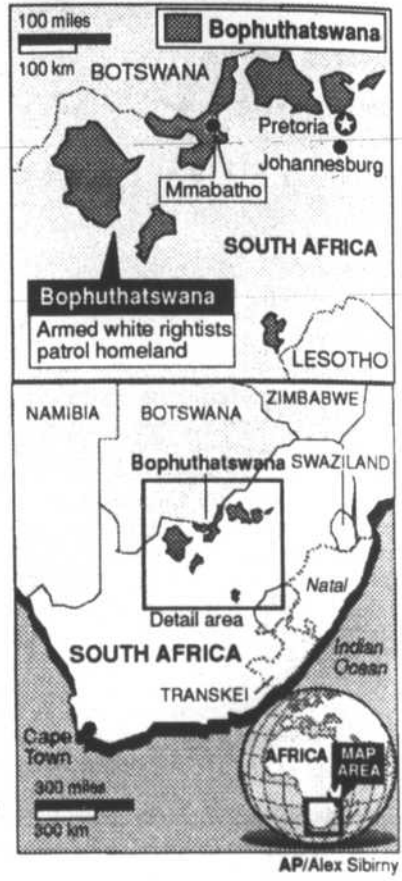 100 miles
100 km
Bophuthatswana
BOTSWANA
Pretoria
Johannesburg
Mmabatho
SOUTH AFRICA
Bophuthatswana
Armed white rightists
patrol homeland
LESOTHO
NAMIBIA
BOTSWANA
ZIMBABWE
Bophuthatswana
SWAZILAND
Natal
Detail area
SOUTH AFRICA
Indian
Ocean
TRANSKEI
Cape
Town
AFRICA
MAP
AREA
300 miles
300 km
AP/Alex Sibirny